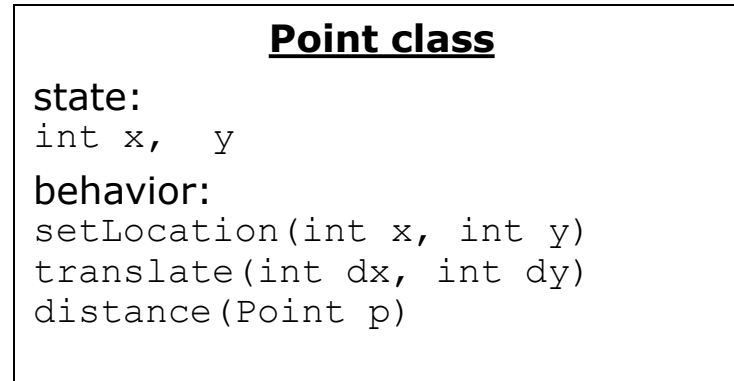 Point class
state:
int x,  y
behavior:
setLocation(int x, int y)
translate(int dx, int dy)
distance(Point p)